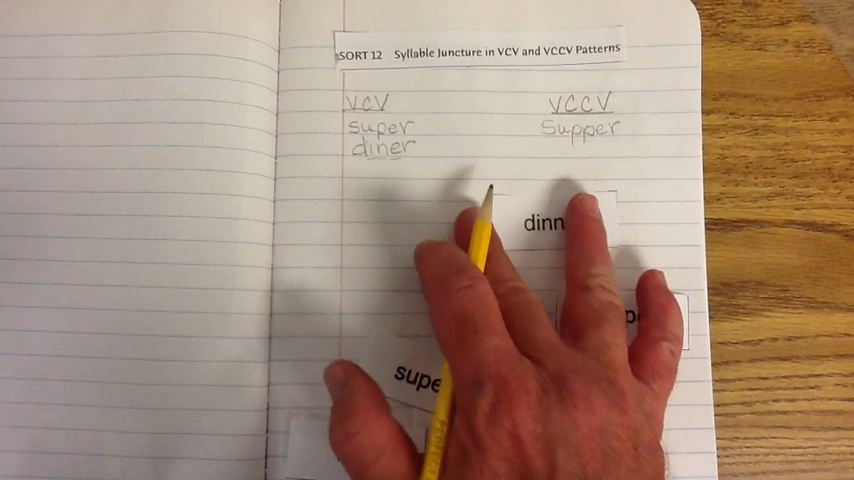 SORT 12 Syllable Juncture in VCV and VCCV Patterns
VCV VCCV
super Supper
diner
dinn
supe